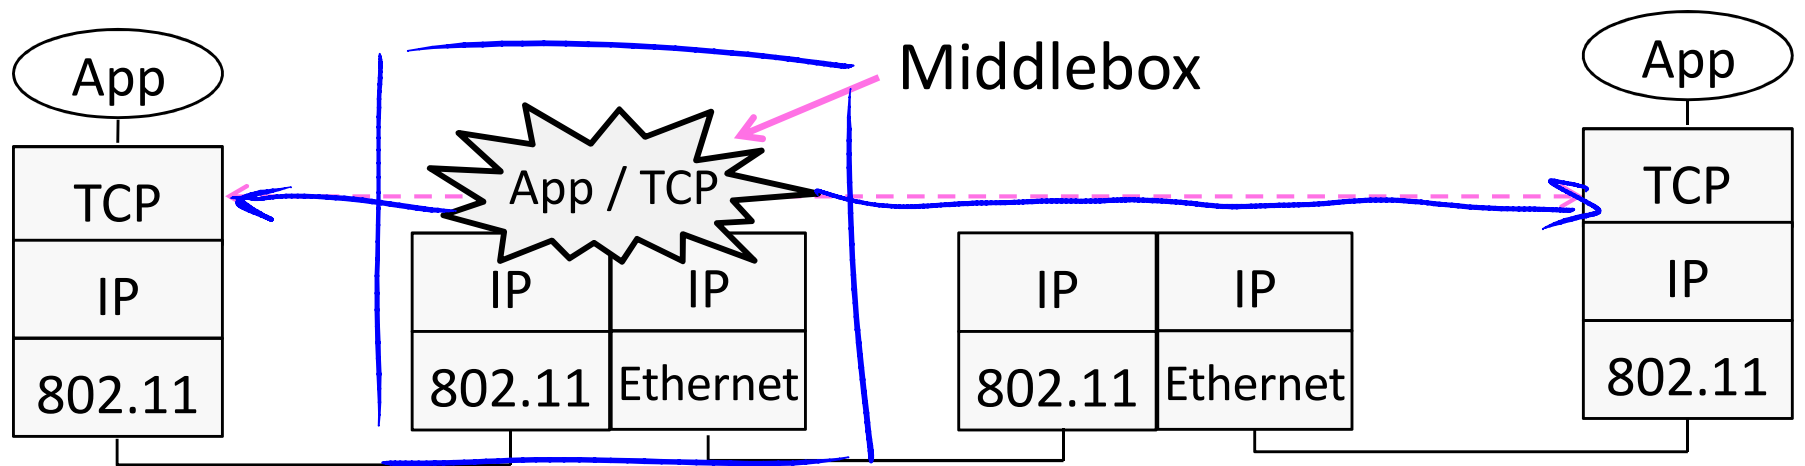 App
Middlebox
App
TCP
App / TCP
TCP
IP
IP
IP
IP
IP
IP
802.11
802.11
Ethernet
802.11
Ethernet
802.11